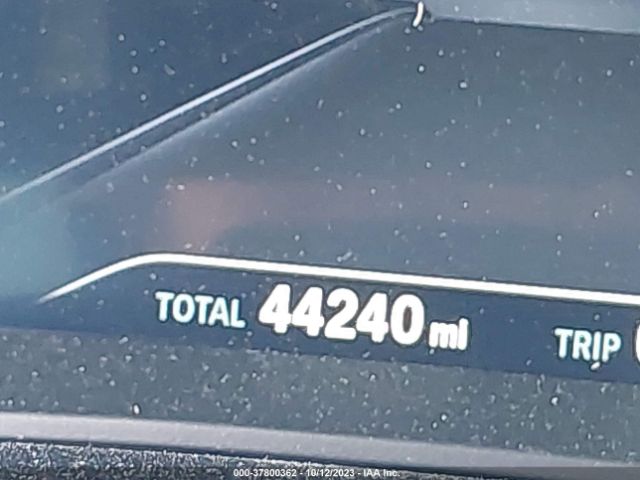 TOTAL 44240 mi TRIP
000-37800362 - 10/12/2023 - IAA Inc.